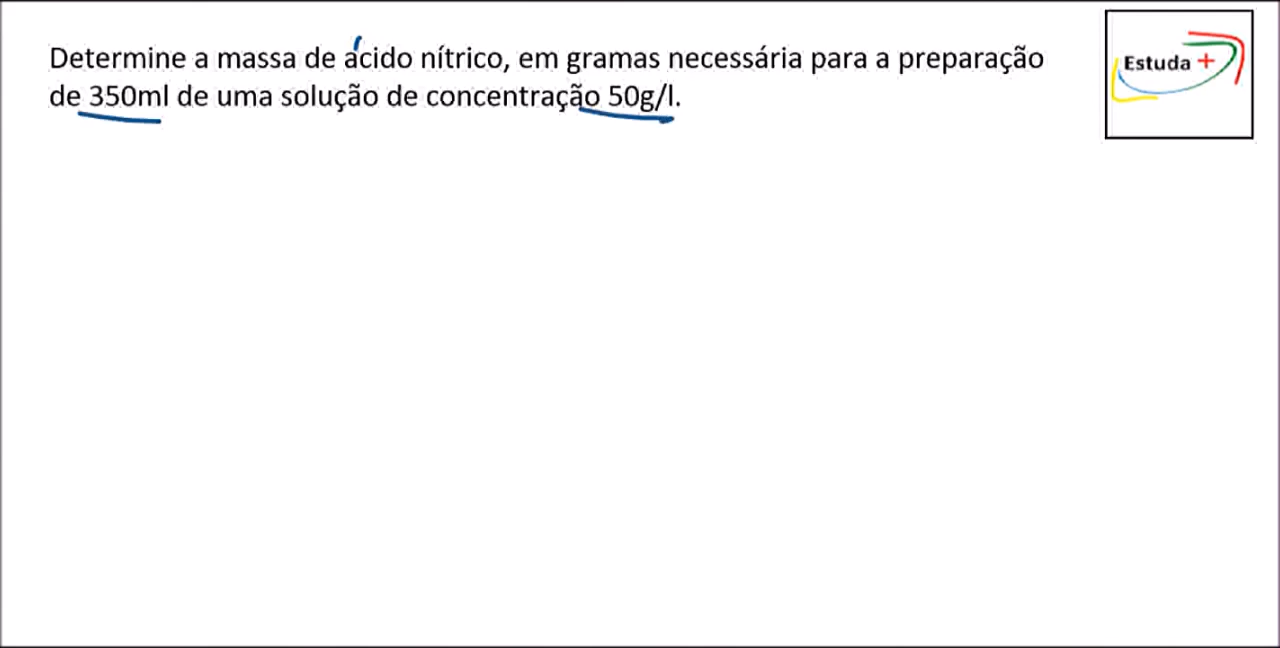 Determine a massa de ácido nítrico, em gramas necessária para a preparação
de 350ml de uma solução de concentração 50g/l.
Estuda +